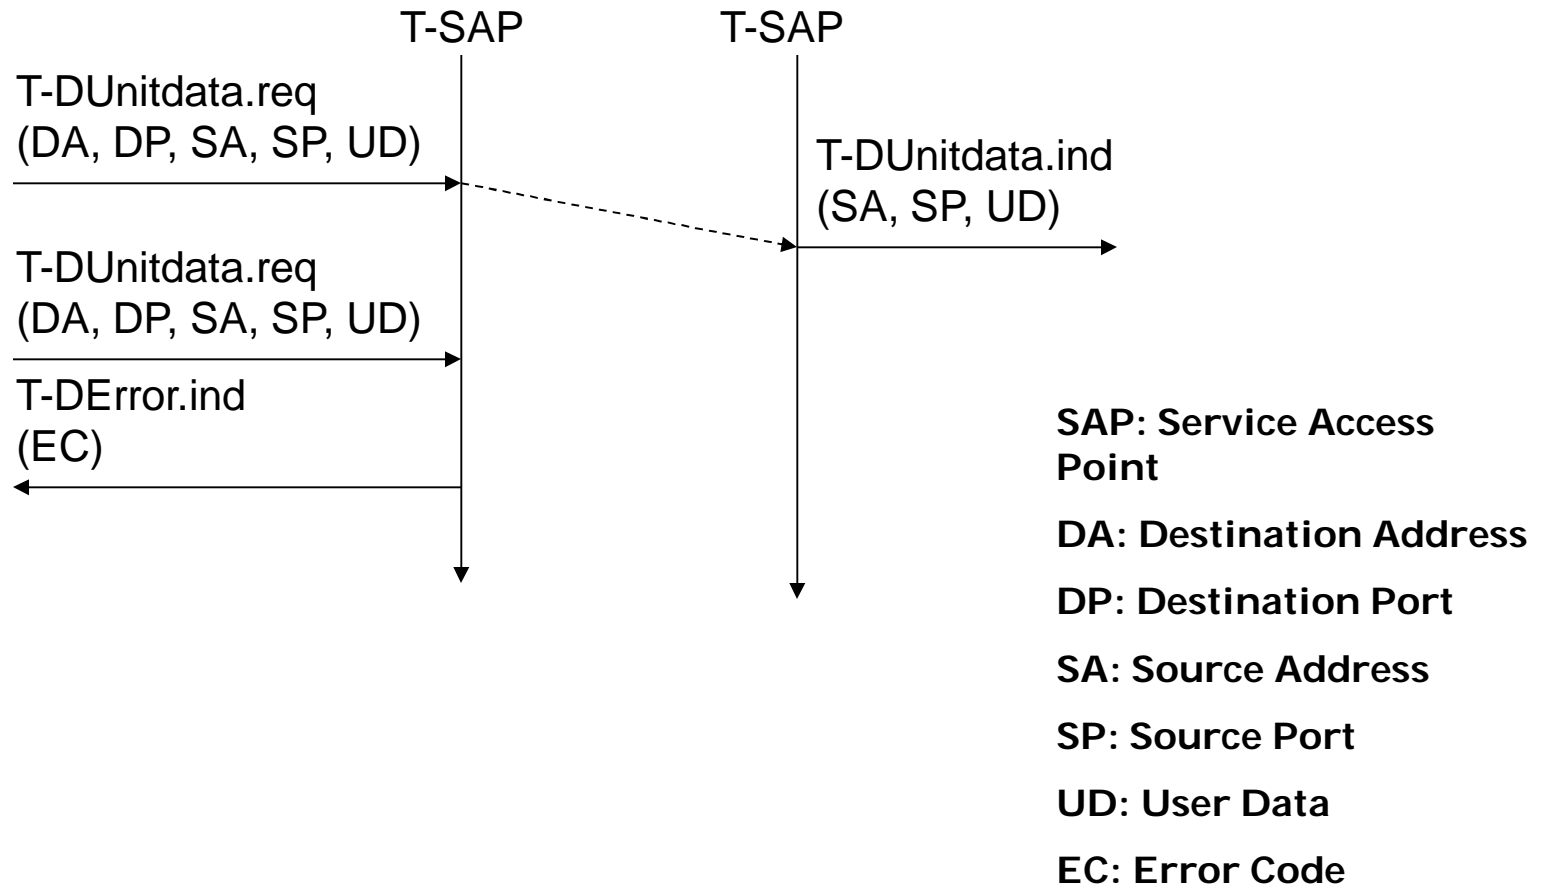 T-SAP
T-SAP
T-DUnitdata.req
(DA, DP, SA, SP, UD)
T-DUnitdata.ind
(SA, SP, UD)
T-DUnitdata.req
(DA, DP, SA, SP, UD)
T-DError.ind
(EC)
SAP: Service Access
Point
DA: Destination Address
DP: Destination Port
SA: Source Address
SP: Source Port
UD: User Data
EC: Error Code